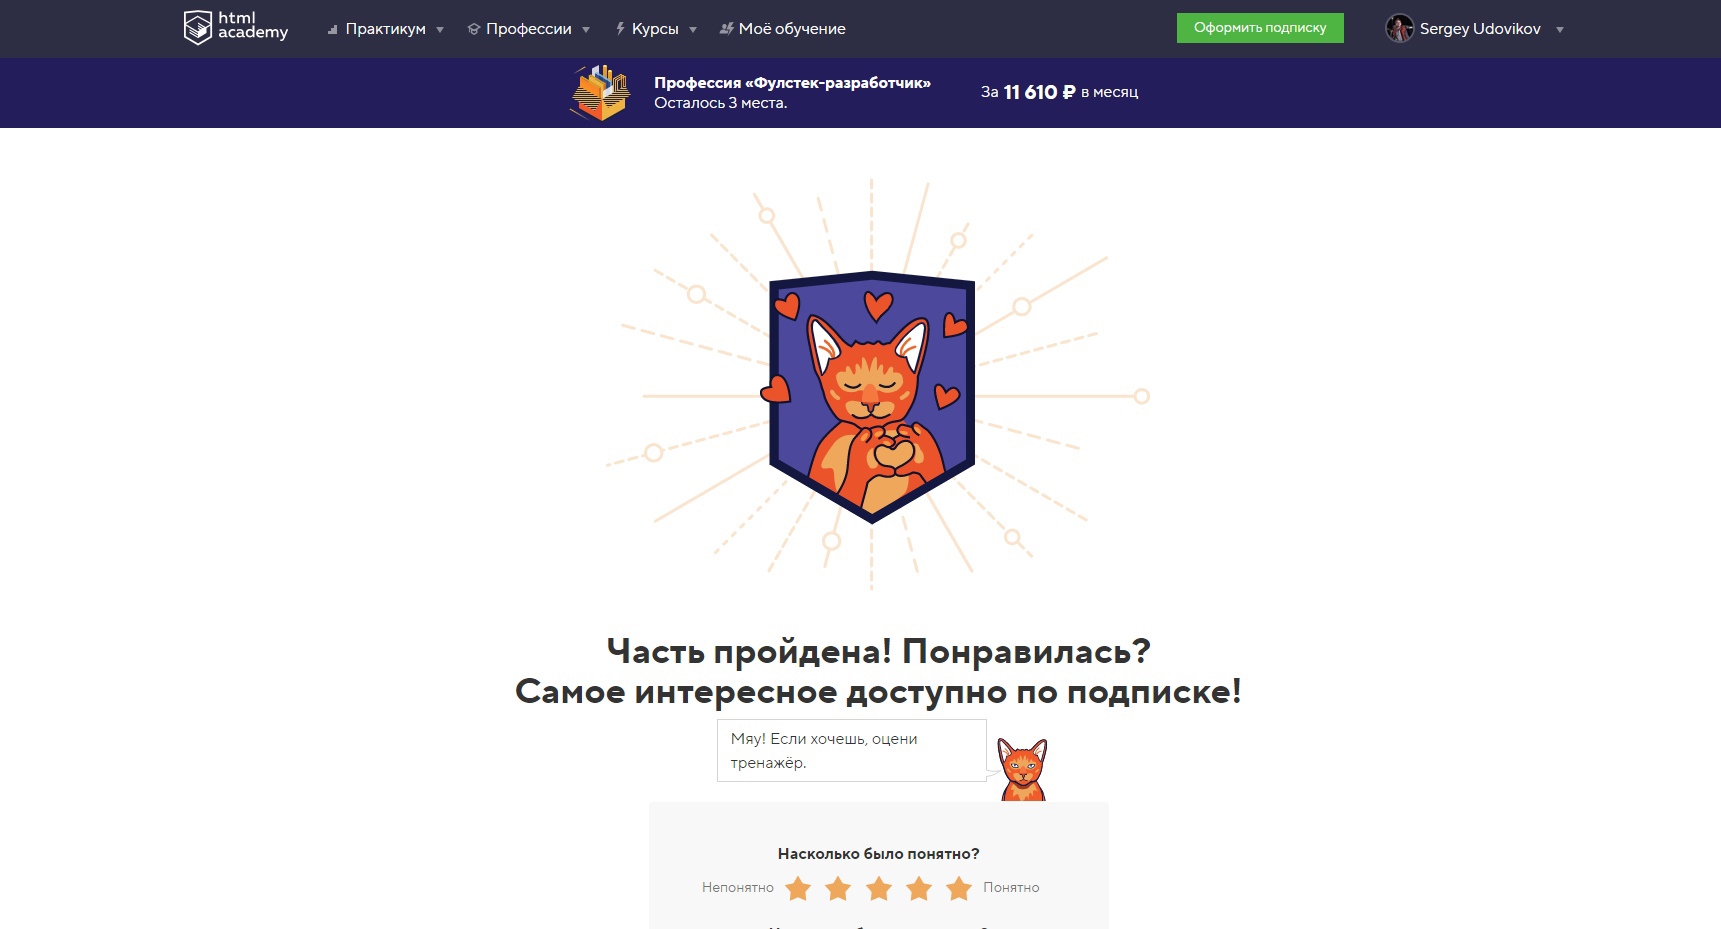 html academy
Практикум
Профессии
Курсы
Моё обучение
Оформить подписку
Sergey Udovikov
Профессия «Фулстек-разработчик»
Осталось 3 места.
За 11 610 ₽ в месяц
Часть пройдена! Понравилась?
Самое интересное доступно по подписке!
Мяу! Если хочешь, оцени
тренажёр.
Насколько было понятно?
Непонятно
Понятно